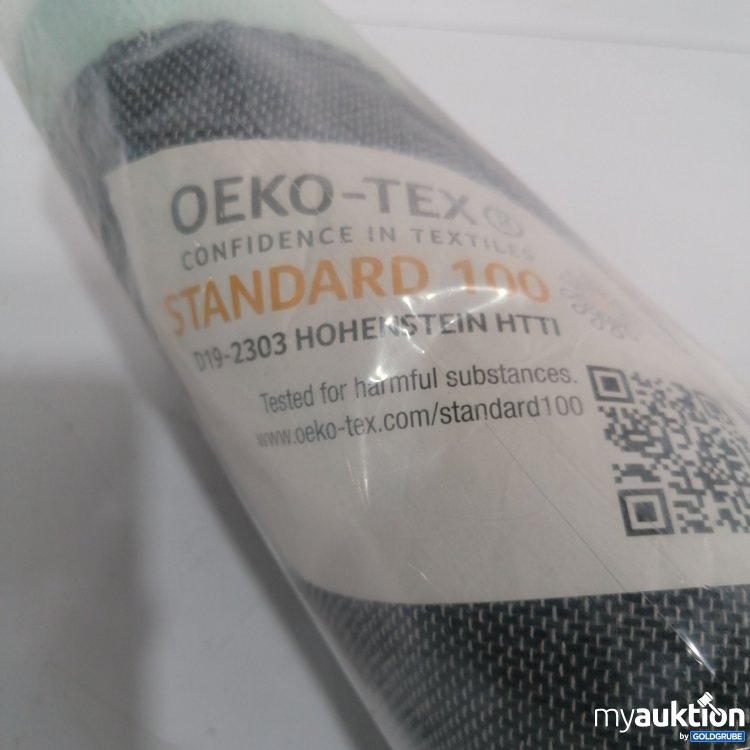 OEKO-TEX®
CONFIDENCE IN TEXTILES
STANDARD 100
D19-2303 HOHENSTEIN HTTI
Tested for harmful substances.
www.oeko-tex.com/standard100
myauktion
by GOLDGRUBE